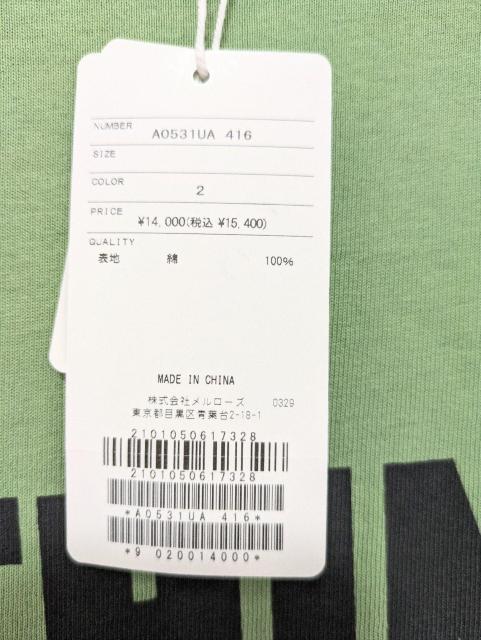 NUMBER
A0531UA 416
SIZE
COLOR
2
PRICE
¥14,000(税込 ¥15,400)
QUALITY
表地 綿 100%
MADE IN CHINA
株式会社メルローズ 0329
東京都目黒区青葉台2-18-1
2101050617328
2101050617328
*A0531UA 416*
*9 020014000*